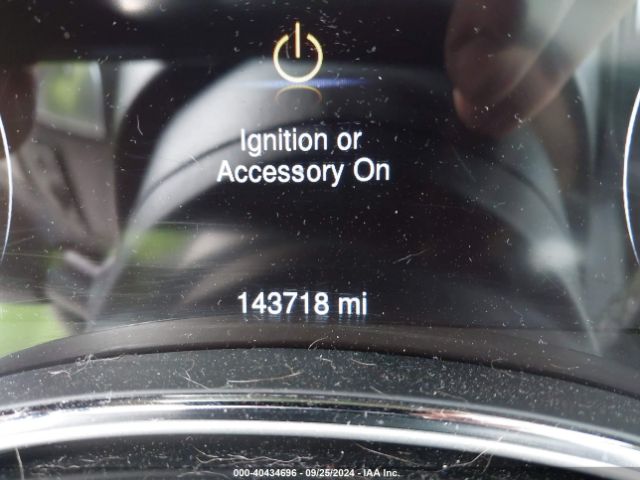 Ignition or
Accessory On
143718 mi
000-40434696 - 09/25/2024 - IAA Inc.